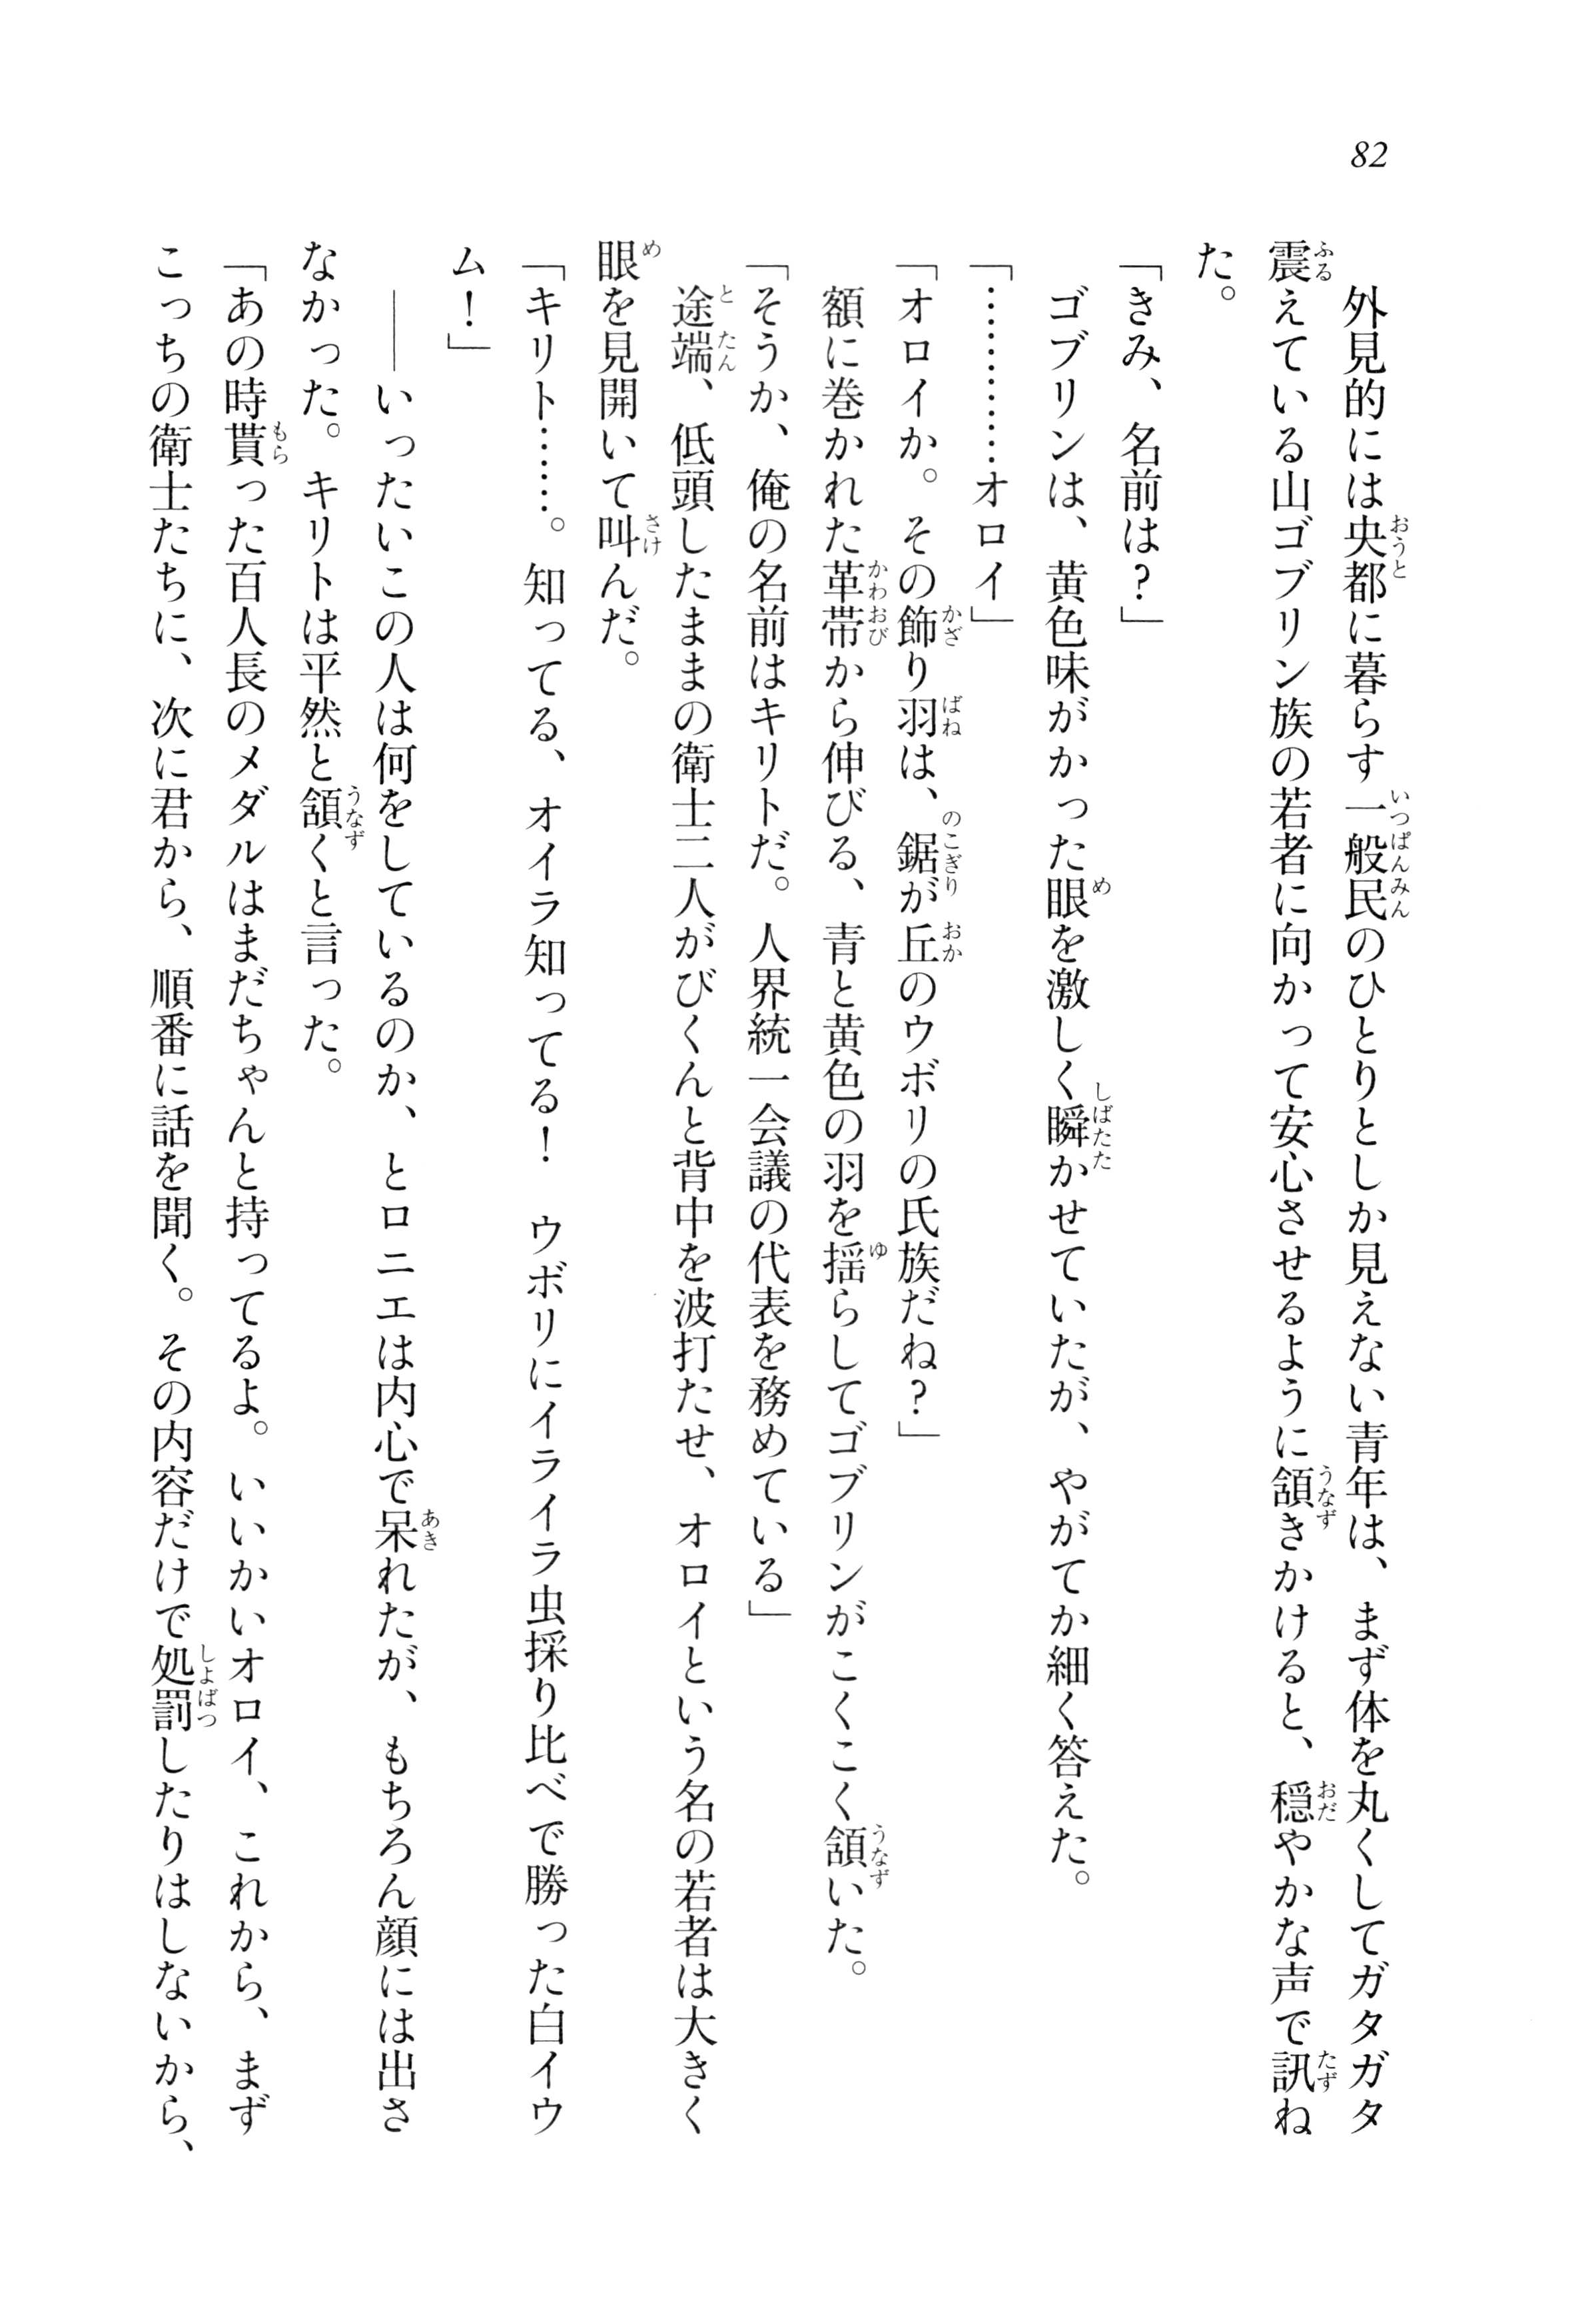 82
外見的には央都に暮らす一般民のひとりとしか見えない青年は、まず体を丸くしてガタガタ
震えている山ゴブリン族の若者に向かって安心させるように頷きかけると、穏やかな声で訊ね
た。
「きみ、名前は?」
ゴブリンは、黄色味がかった眼を激しく瞬かせていたが、やがてか細く答えた。
「…………オロイ」
「オロイか。その飾り羽は、鋸が丘のウボリの氏族だね?」
額に巻かれた革帯から伸びる、青と黄色の羽を揺らしてゴブリンがこくこく頷いた。
「そうか、俺の名前はキリトだ。人界統一会議の代表を務めている」
途端、低頭したままの衛士二人がびくんと背中を波打たせ、オロイという名の若者は大きく
眼を見開いて叫んだ。
「キリト……。知ってる、オイラ知ってる! ウボリにイライラ虫採り比べで勝った白イウ
ム!」
――いったいこの人は何をしているのか、とロニエは内心で呆れたが、もちろん顔には出さ
なかった。キリトは平然と頷くと言った。
「あの時貰った百人長のメダルはまだちゃんと持ってるよ。いいかいオロイ、これから、まず
こっちの衛士たちに、次に君から、順番に話を聞く。その内容だけで処罰したりはしないから、